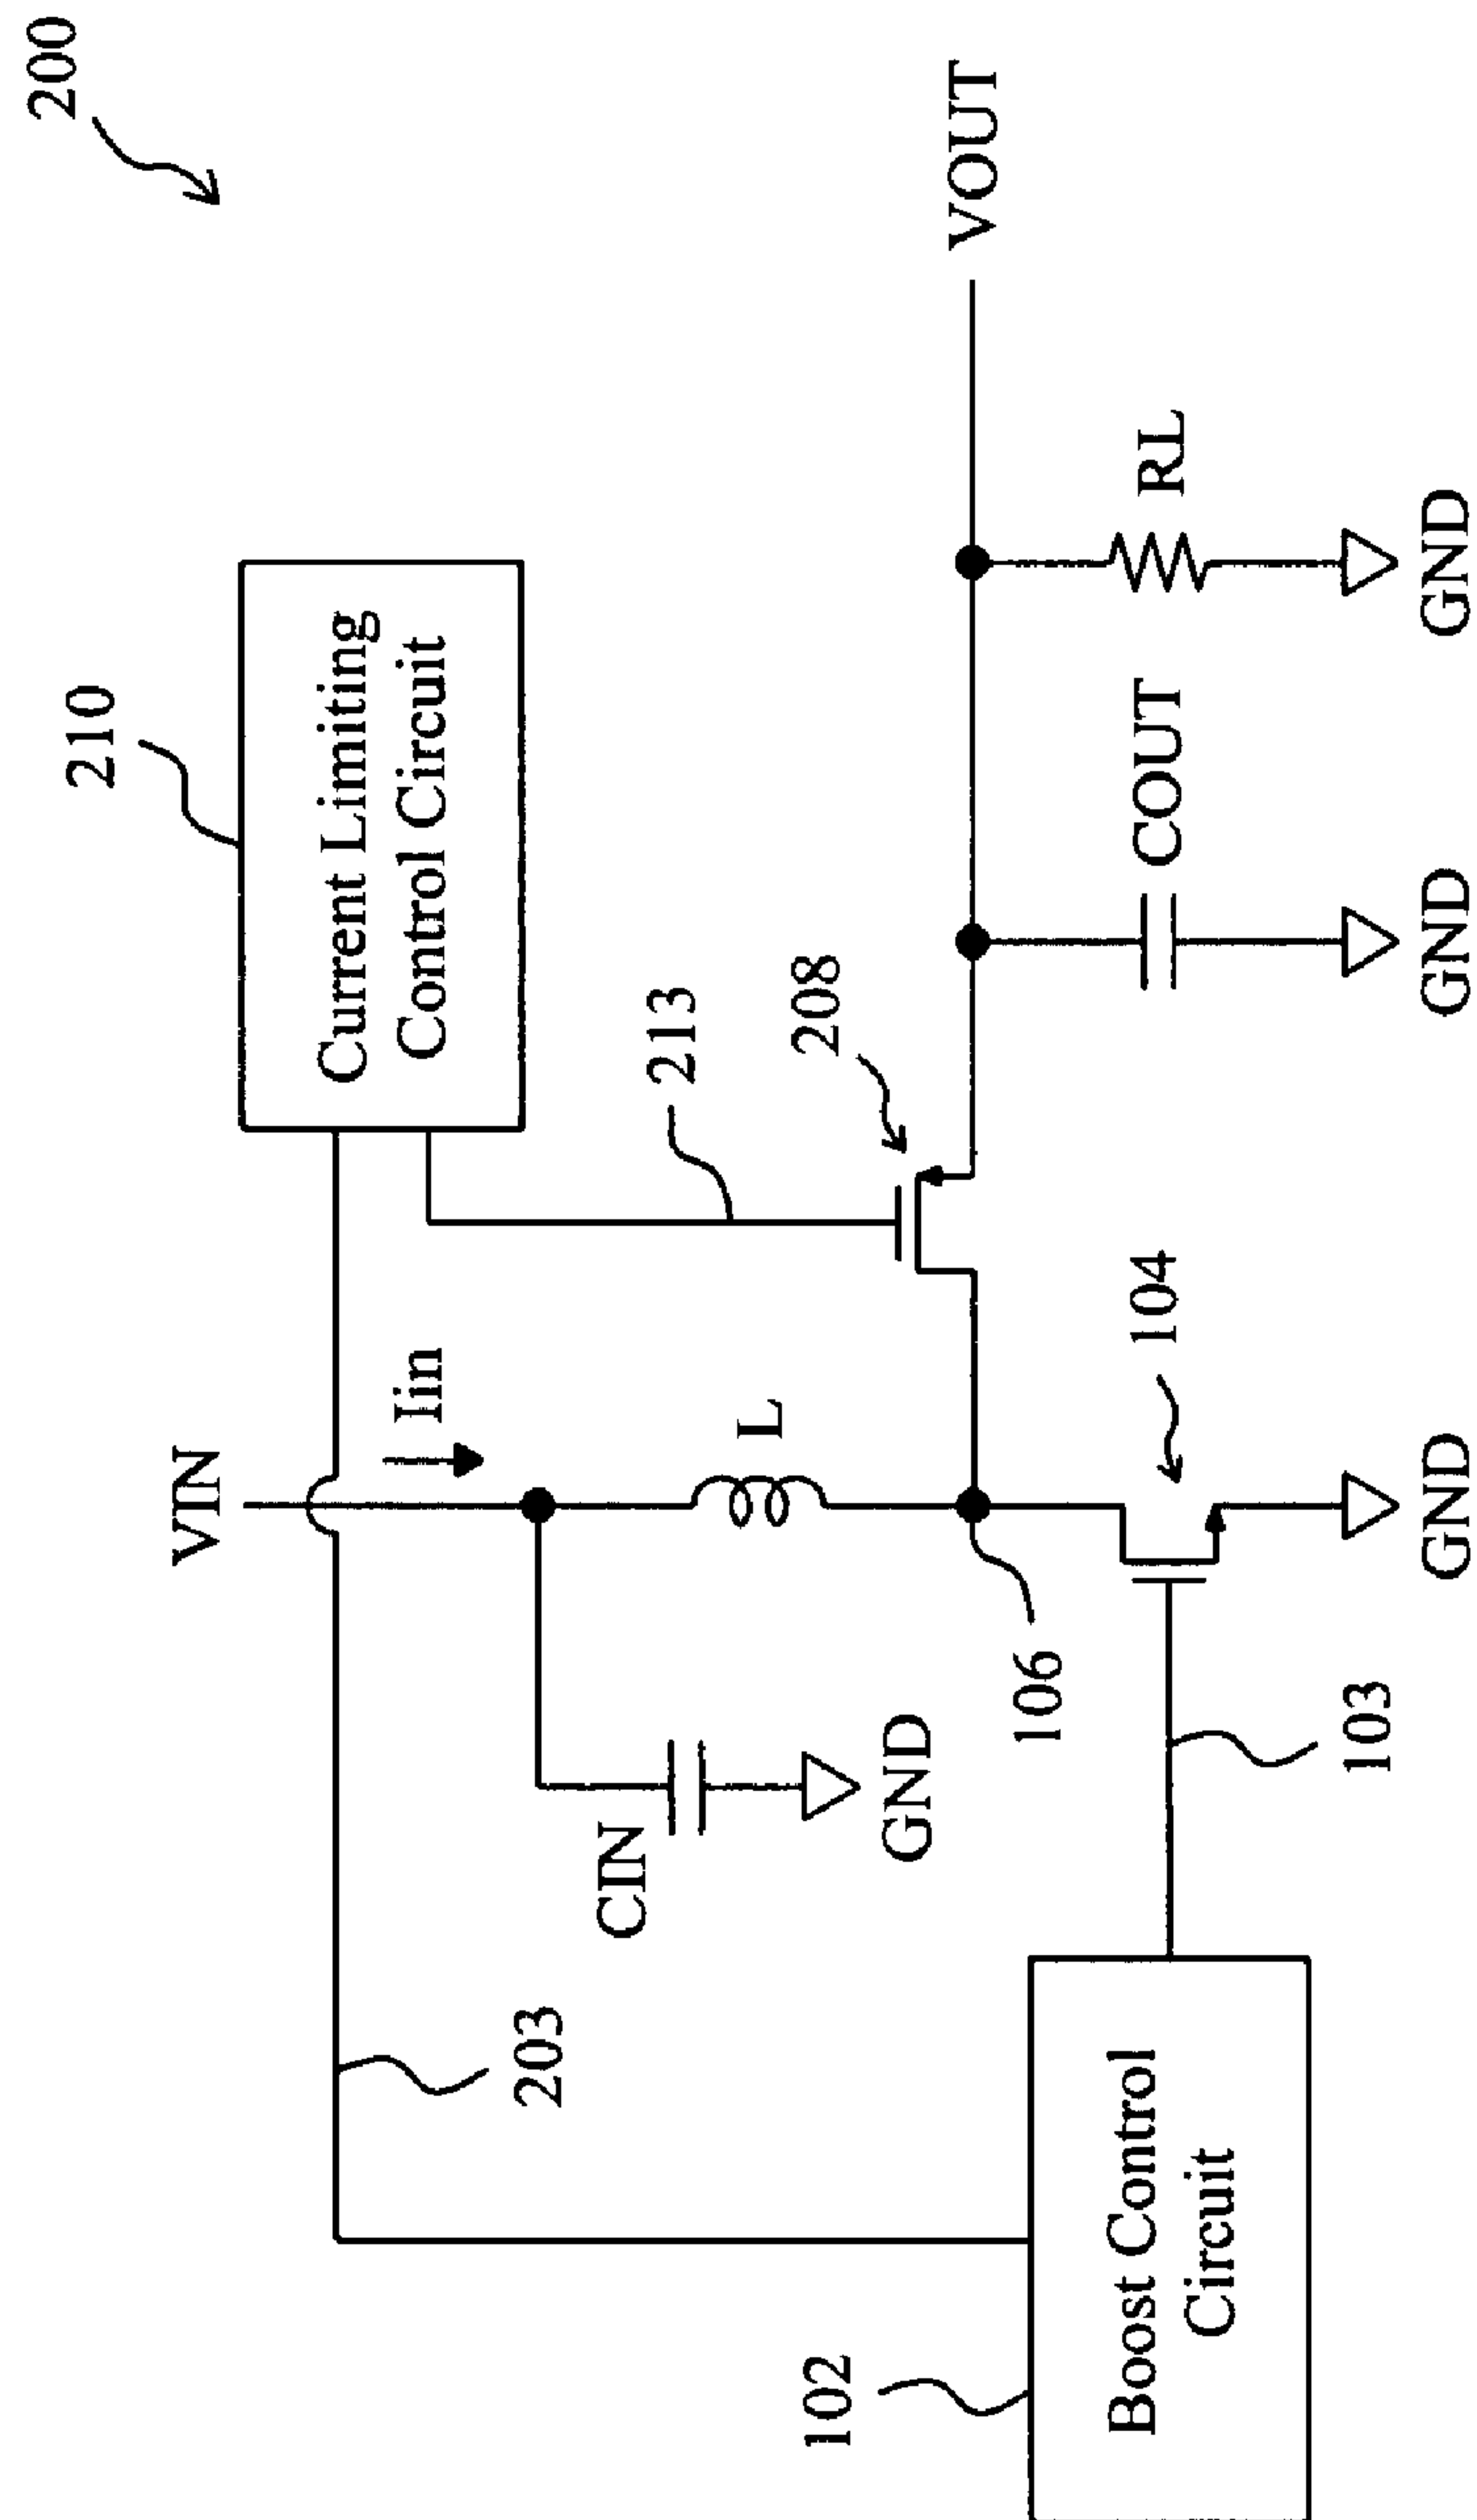 200
VIN
210
Current Limiting
Control Circuit
Iin
203
CIN
213
L
208
102
GND
VOUT
106
Boost Control
Circuit
104
COUT
RL
103
GND
GND
GND